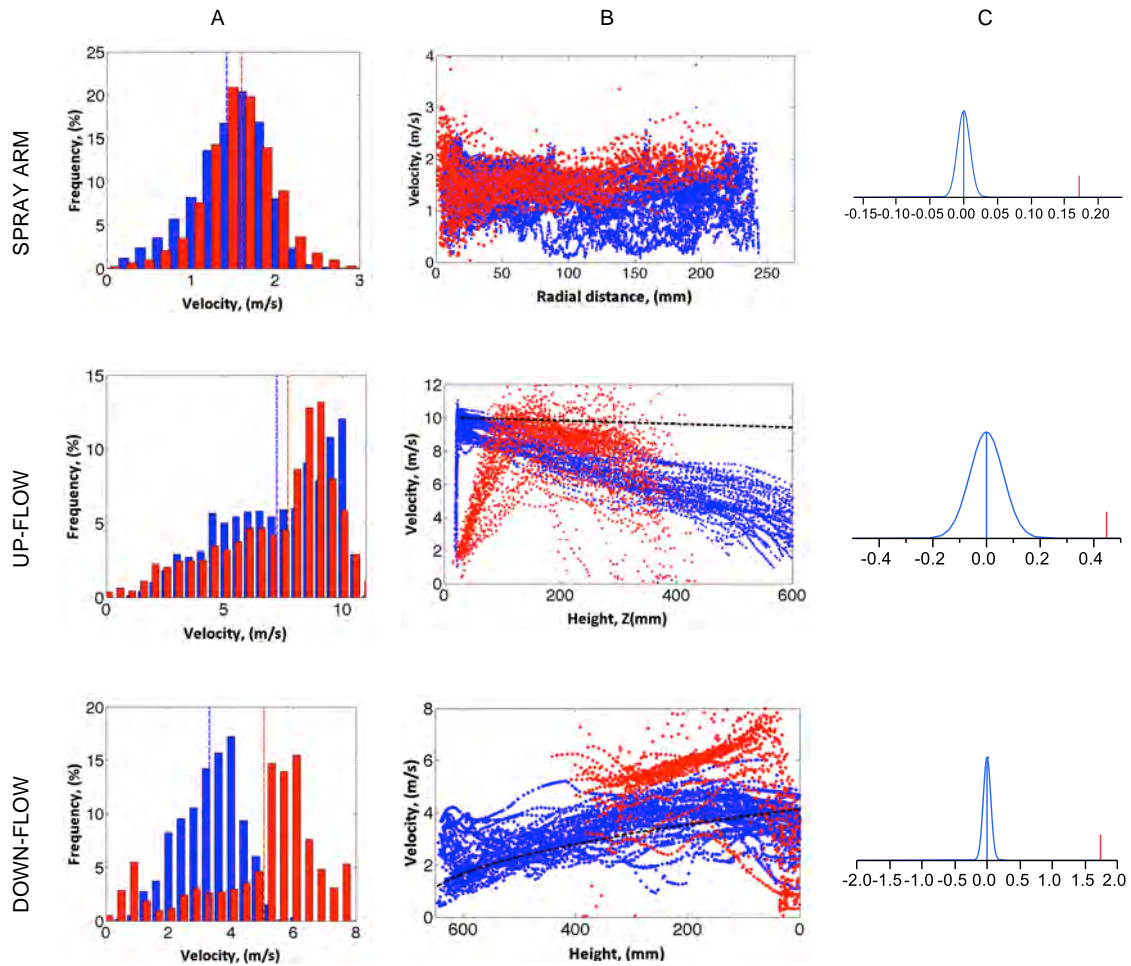 A
B
C
SPRAY ARM
25
20
15
10
5
0
0
1
2
3
Frequency, (%)
Velocity, (m/s)
4
3
2
1
0
0
50
100
150
200
250
Velocity, (m/s)
Radial distance, (mm)
-0.15-0.10-0.05 0.00 0.05 0.10 0.15 0.20
UP-FLOW
15
10
5
0
0
5
10
Frequency, (%)
Velocity, (m/s)
12
10
8
6
4
2
0
0
200
400
600
Velocity, (m/s)
Height, Z(mm)
-0.4 -0.2 0.0 0.2 0.4
DOWN-FLOW
20
15
10
5
0
0
2
4
6
8
Frequency, (%)
Velocity, (m/s)
8
6
4
2
0
600
400
200
0
Velocity, (m/s)
Height, (mm)
-2.0-1.5-1.0 -0.5 0.0 0.5 1.0 1.5 2.0